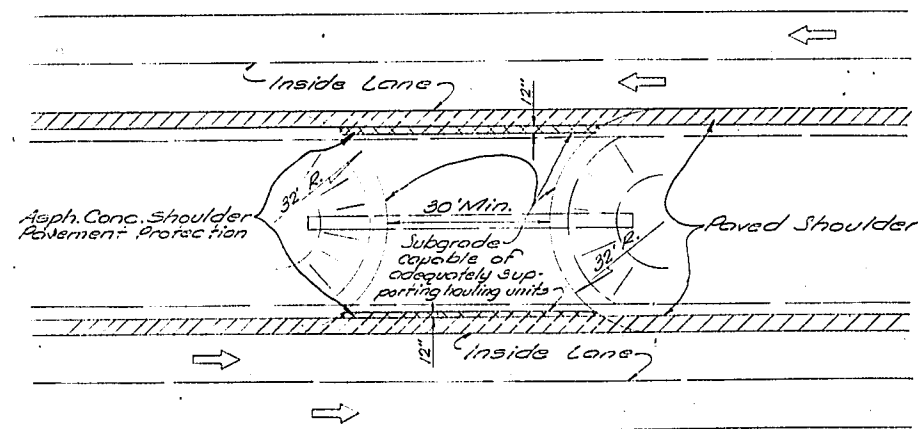 Inside Lane
12"
32' R.
30' Min.
Asph. Conc. Shoulder
Pavement Protection
Paved Shoulder
Subgrade
capable of
adequately sup-
porting hauling units
32' R.
12"
Inside Lane